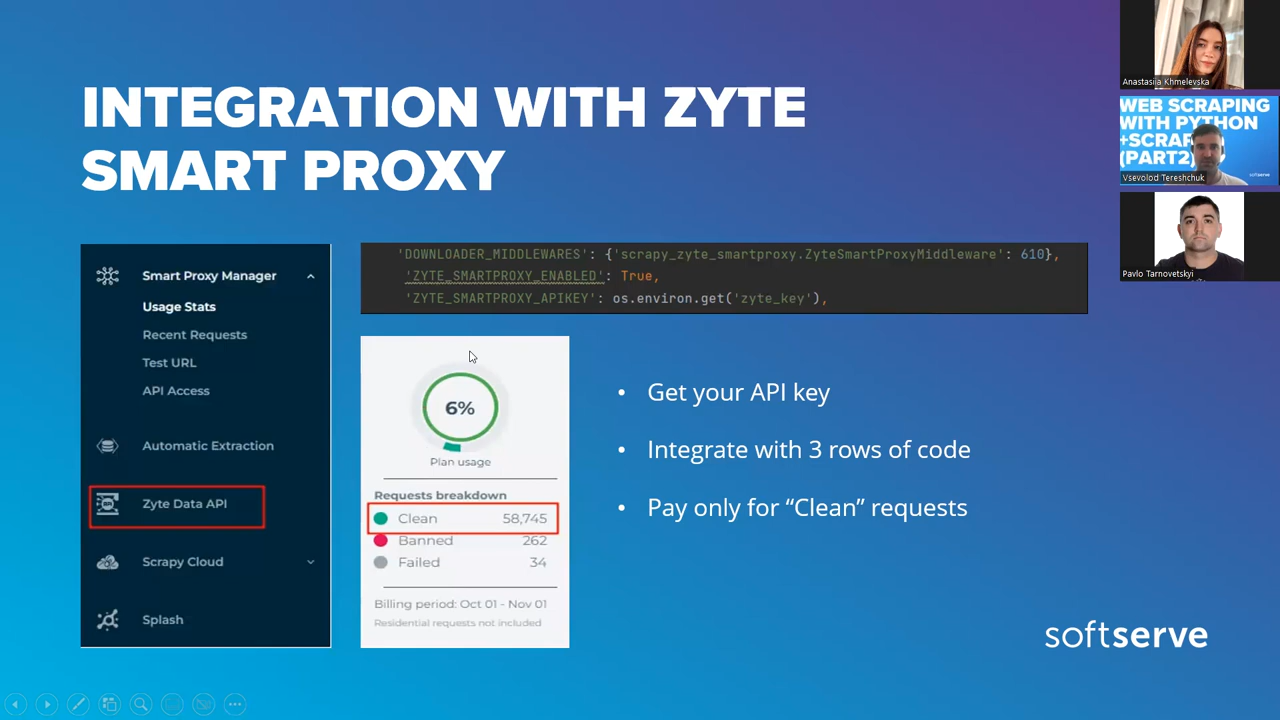 INTEGRATION WITH ZYTE
SMART PROXY
Smart Proxy Manager
Usage Stats
Recent Requests
Test URL
API Access
Automatic Extraction
Zyte Data API
Scrapy Cloud
Splash
'DOWNLOADER_MIDDLEWARES': {'scrapy_zyte_smartproxy.ZyteSmartProxyMiddleware': 610},
'ZYTE_SMARTPROXY_ENABLED': True,
'ZYTE_SMARTPROXY_APIKEY': os.environ.get('zyte_key'),
6%
Plan usage
Requests breakdown
Clean 58,745
Banned 262
Failed 34
Billing period: Oct 01 - Nov 01
Residential requests not included
• Get your API key
• Integrate with 3 rows of code
• Pay only for “Clean” requests
softserve
Anastasiia Khmelevska
WEB SCRAPING
WITH PYTHON
+SCRAP
(PART2)
softserve
Vsevolod Tereshchuk
Pavlo Tarnovetskyi